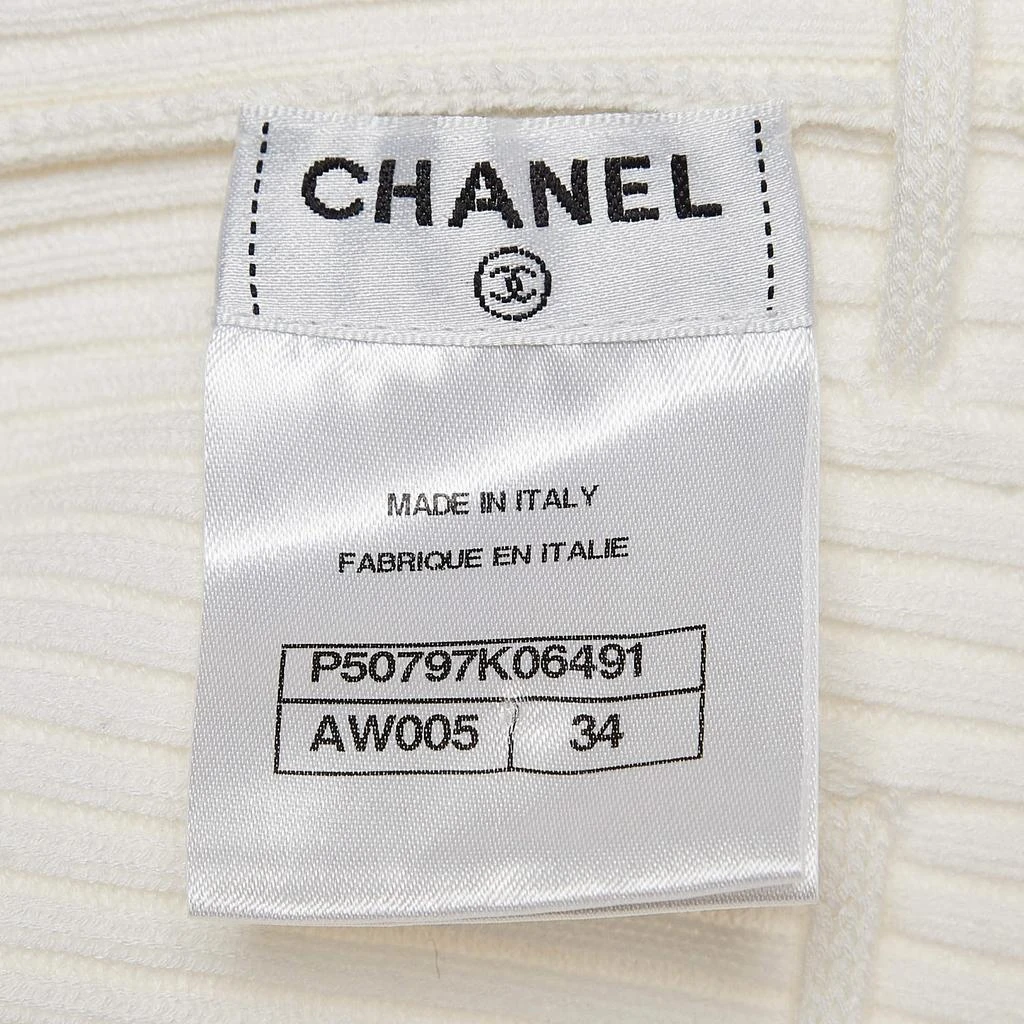 CHANEL
MADE IN ITALY
FABRIQUE EN ITALIE
P50797K06491
AW005 34